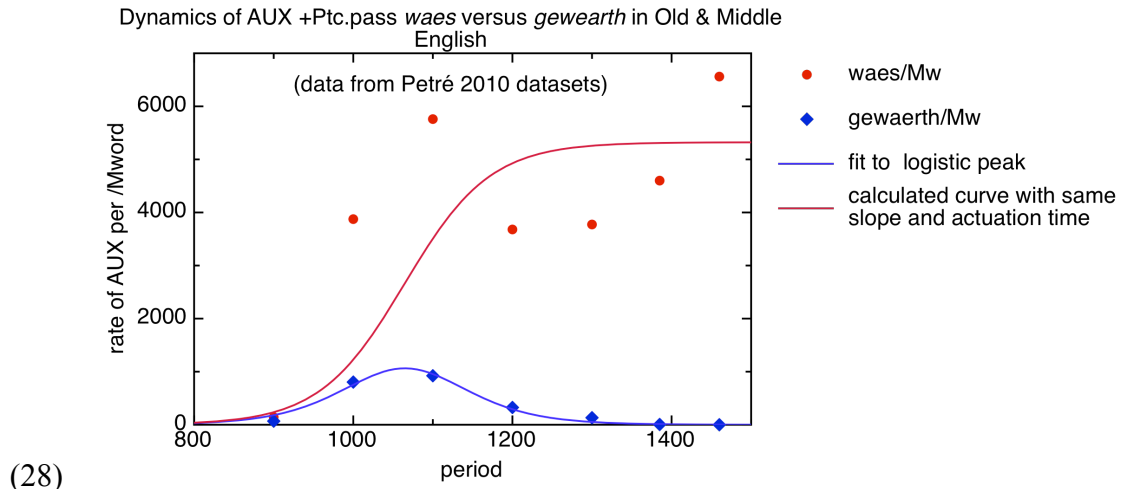 Dynamics of AUX +Ptc.pass waes versus gewearth in Old & Middle
English
(data from Petré 2010 datasets)
waes/Mw
gewaerth/Mw
fit to logistic peak
calculated curve with same
slope and actuation time
rate of AUX per /Mword
6000
4000
2000
0
800
1000
1200
1400
period
(28)